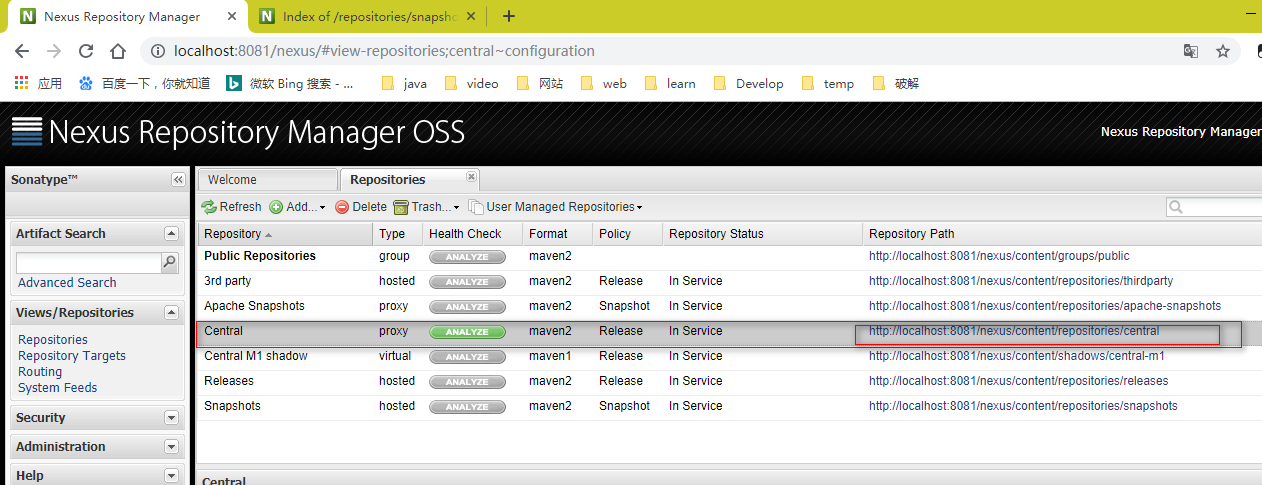 Nexus Repository Manager
Index of /repositories/snapsh
localhost:8081/nexus/#view-repositories;central~configuration
应用 百度一下，你就知道 微软 Bing 搜索 - ... java video 网站 web learn Develop temp 破解
Nexus Repository Manager OSS
Nexus Repository Manager
Sonatype™
Welcome Repositories
Refresh Add... Delete Trash... User Managed Repositories
Artifact Search
Advanced Search
Views/Repositories
Repositories
Repository Targets
Routing
System Feeds
Security
Administration
Help
Repository Type Health Check Format Policy Repository Status Repository Path
Public Repositories group ANALYZE maven2 http://localhost:8081/nexus/content/groups/public
3rd party hosted ANALYZE maven2 Release In Service http://localhost:8081/nexus/content/repositories/thirdparty
Apache Snapshots proxy ANALYZE maven2 Snapshot In Service http://localhost:8081/nexus/content/repositories/apache-snapshots
Central proxy ANALYZE maven2 Release In Service http://localhost:8081/nexus/content/repositories/central
Central M1 shadow virtual ANALYZE maven1 Release In Service http://localhost:8081/nexus/content/shadows/central-m1
Releases hosted ANALYZE maven2 Release In Service http://localhost:8081/nexus/content/repositories/releases
Snapshots hosted ANALYZE maven2 Snapshot In Service http://localhost:8081/nexus/content/repositories/snapshots
Central